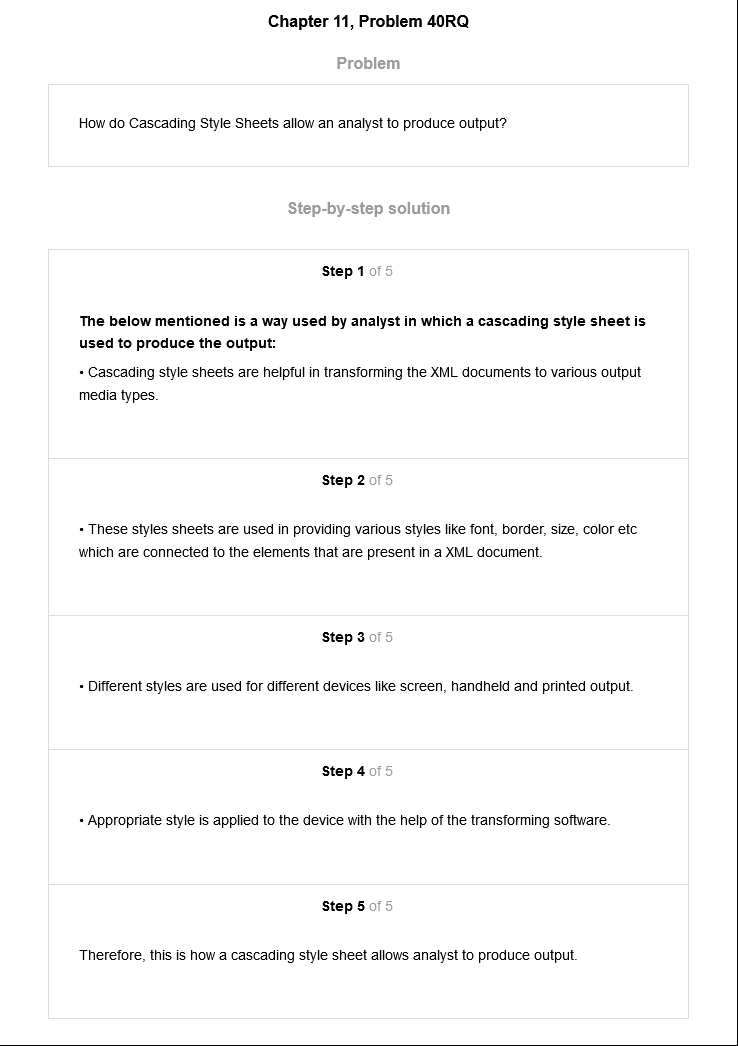 Chapter 11, Problem 40RQ
Problem
How do Cascading Style Sheets allow an analyst to produce output?
Step-by-step solution
Step 1 of 5
The below mentioned is a way used by analyst in which a cascading style sheet is
used to produce the output:
• Cascading style sheets are helpful in transforming the XML documents to various output
media types.
Step 2 of 5
• These styles sheets are used in providing various styles like font, border, size, color etc
which are connected to the elements that are present in a XML document.
Step 3 of 5
• Different styles are used for different devices like screen, handheld and printed output.
Step 4 of 5
• Appropriate style is applied to the device with the help of the transforming software.
Step 5 of 5
Therefore, this is how a cascading style sheet allows analyst to produce output.